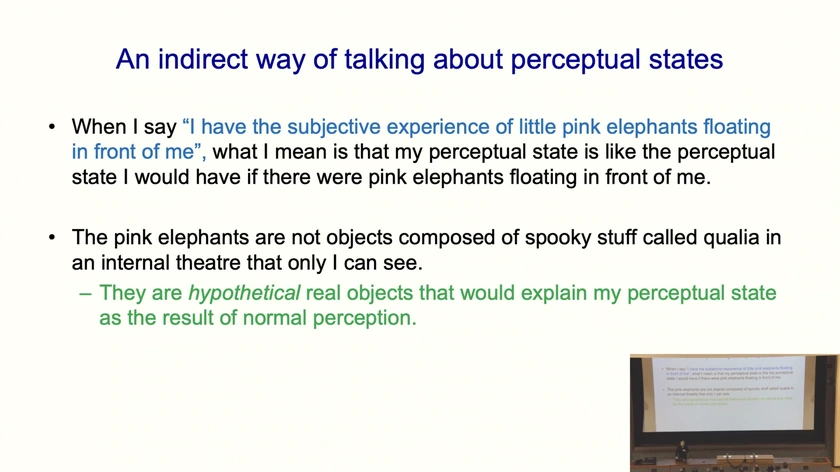 An indirect way of talking about perceptual states
• When I say “I have the subjective experience of little pink elephants floating
in front of me”, what I mean is that my perceptual state is like the perceptual
state I would have if there were pink elephants floating in front of me.
• The pink elephants are not objects composed of spooky stuff called qualia in
an internal theatre that only I can see.
– They are hypothetical real objects that would explain my perceptual state
as the result of normal perception.